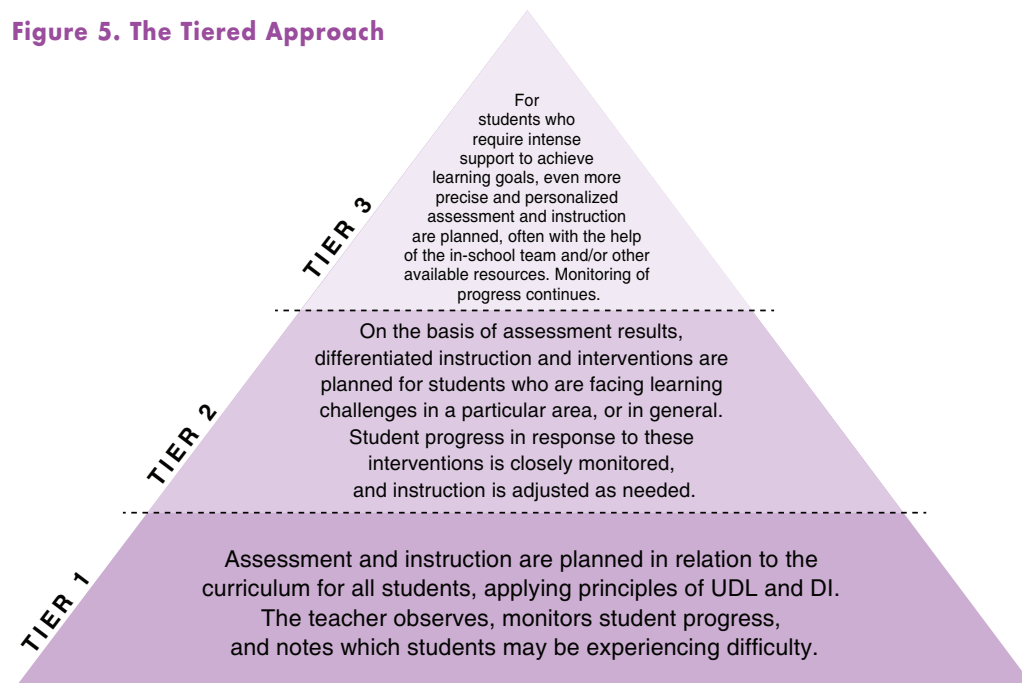 Figure 5. The Tiered Approach
For
students who
require intense
support to achieve
learning goals, even more
precise and personalized
assessment and instruction
are planned, often with the help
of the in-school team and/or other
available resources. Monitoring of
progress continues.
TIER 3
On the basis of assessment results,
differentiated instruction and interventions are
planned for students who are facing learning
challenges in a particular area, or in general.
Student progress in response to these
interventions is closely monitored,
and instruction is adjusted as needed.
TIER 2
Assessment and instruction are planned in relation to the
curriculum for all students, applying principles of UDL and DI.
The teacher observes, monitors student progress,
and notes which students may be experiencing difficulty.
TIER 1